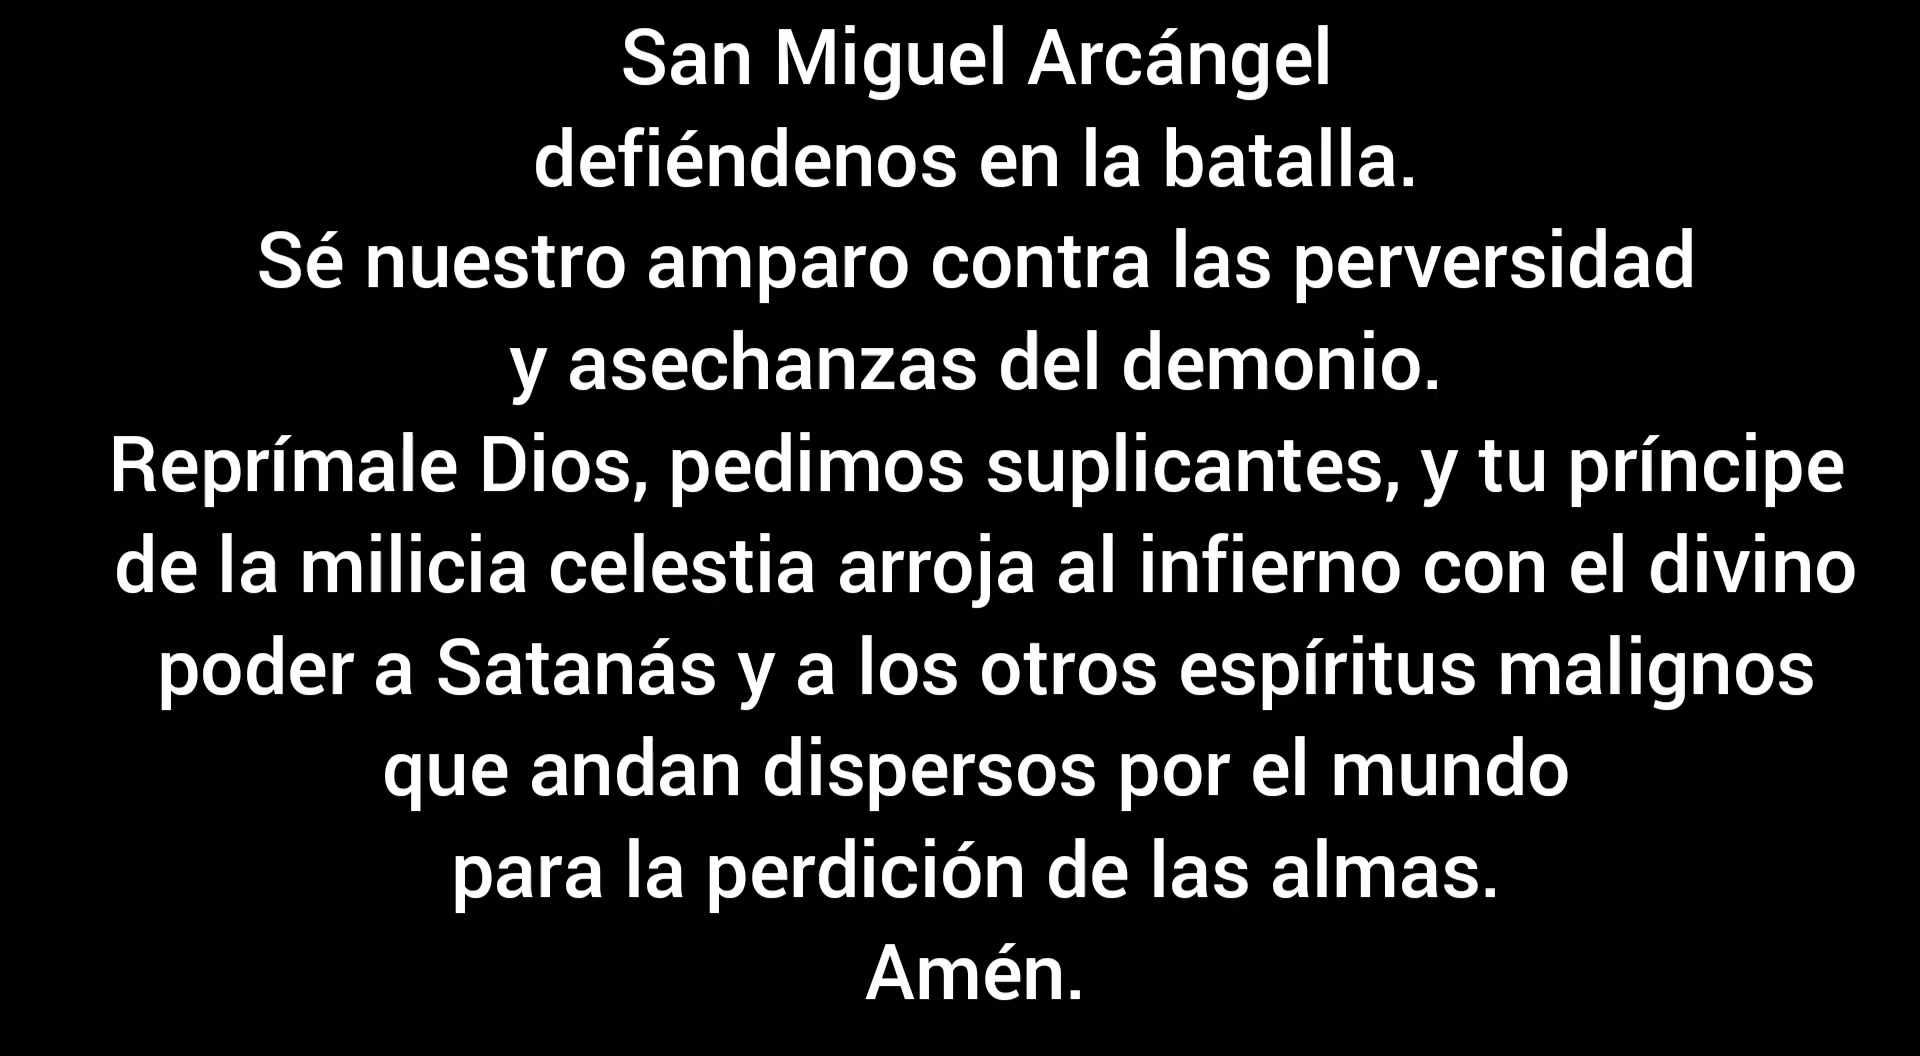 San Miguel Arcángel
defiéndenos en la batalla.
Sé nuestro amparo contra las perversidad
y asechanzas del demonio.
Reprímale Dios, pedimos suplicantes, y tu príncipe
de la milicia celestia arroja al infierno con el divino
poder a Satanás y a los otros espíritus malignos
que andan dispersos por el mundo
para la perdición de las almas.
Amén.